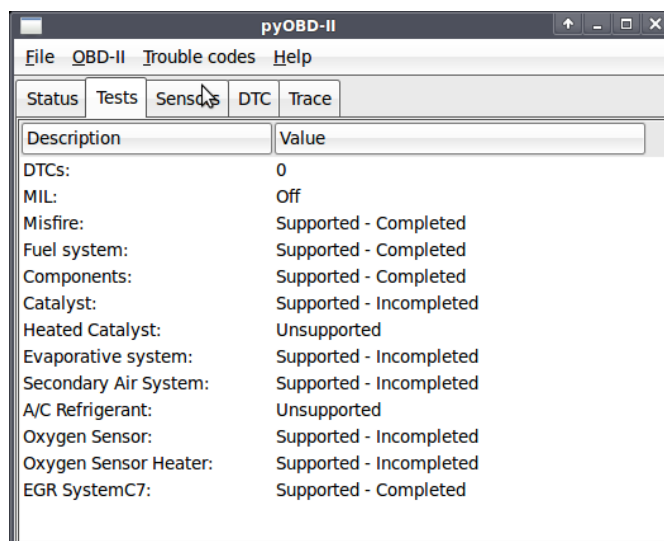 pyOBD-II
File OBD-II Trouble codes Help
Status Tests Sensors DTC Trace
Description Value
DTCs: 0
MIL: Off
Misfire: Supported - Completed
Fuel system: Supported - Completed
Components: Supported - Completed
Catalyst: Supported - Incompleted
Heated Catalyst: Unsupported
Evaporative system: Supported - Incompleted
Secondary Air System: Supported - Incompleted
A/C Refrigerant: Unsupported
Oxygen Sensor: Supported - Incompleted
Oxygen Sensor Heater: Supported - Incompleted
EGR SystemC7: Supported - Completed